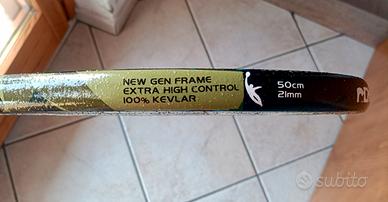 NEW GEN FRAME
EXTRA HIGH CONTROL
100% KEVLAR
50cm
21mm
subito